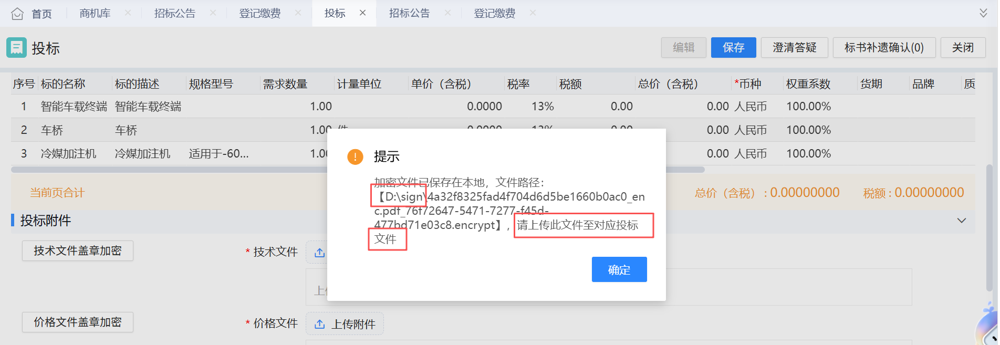 首页 商机库 招标公告 登记缴费 投标 招标公告 登记缴费
投标 编辑 保存 澄清答疑 标书补遗确认(0) 关闭
序号 标的名称 标的描述 规格型号 需求数量 计量单位 单价（含税） 税率 税额 总价（含税） *币种 权重系数 货期 品牌 质
1 智能车载终端 智能车载终端 1.00 0.0000 13% 0.00 0.00 人民币 100.00%
2 车桥 车桥 1.00 件 0.0000 13% 0.00 0.00 人民币 100.00%
3 冷媒加注机 冷媒加注机 适用于-60... 1.00 0.00 人民币 100.00%
当前页合计 总价（含税）: 0.00000000 税额 : 0.00000000
投标附件
提示
加密文件已保存在本地，文件路径：
【D:\sign\4a32f8325fad4f704d6d5be1660b0ac0_en
c.pdf_76f72647-5471-7277-f45d-
477bd71e03c8.encrypt】, 请上传此文件至对应投标
文件
确定
技术文件盖章加密 * 技术文件
上
价格文件盖章加密 * 价格文件 上传附件